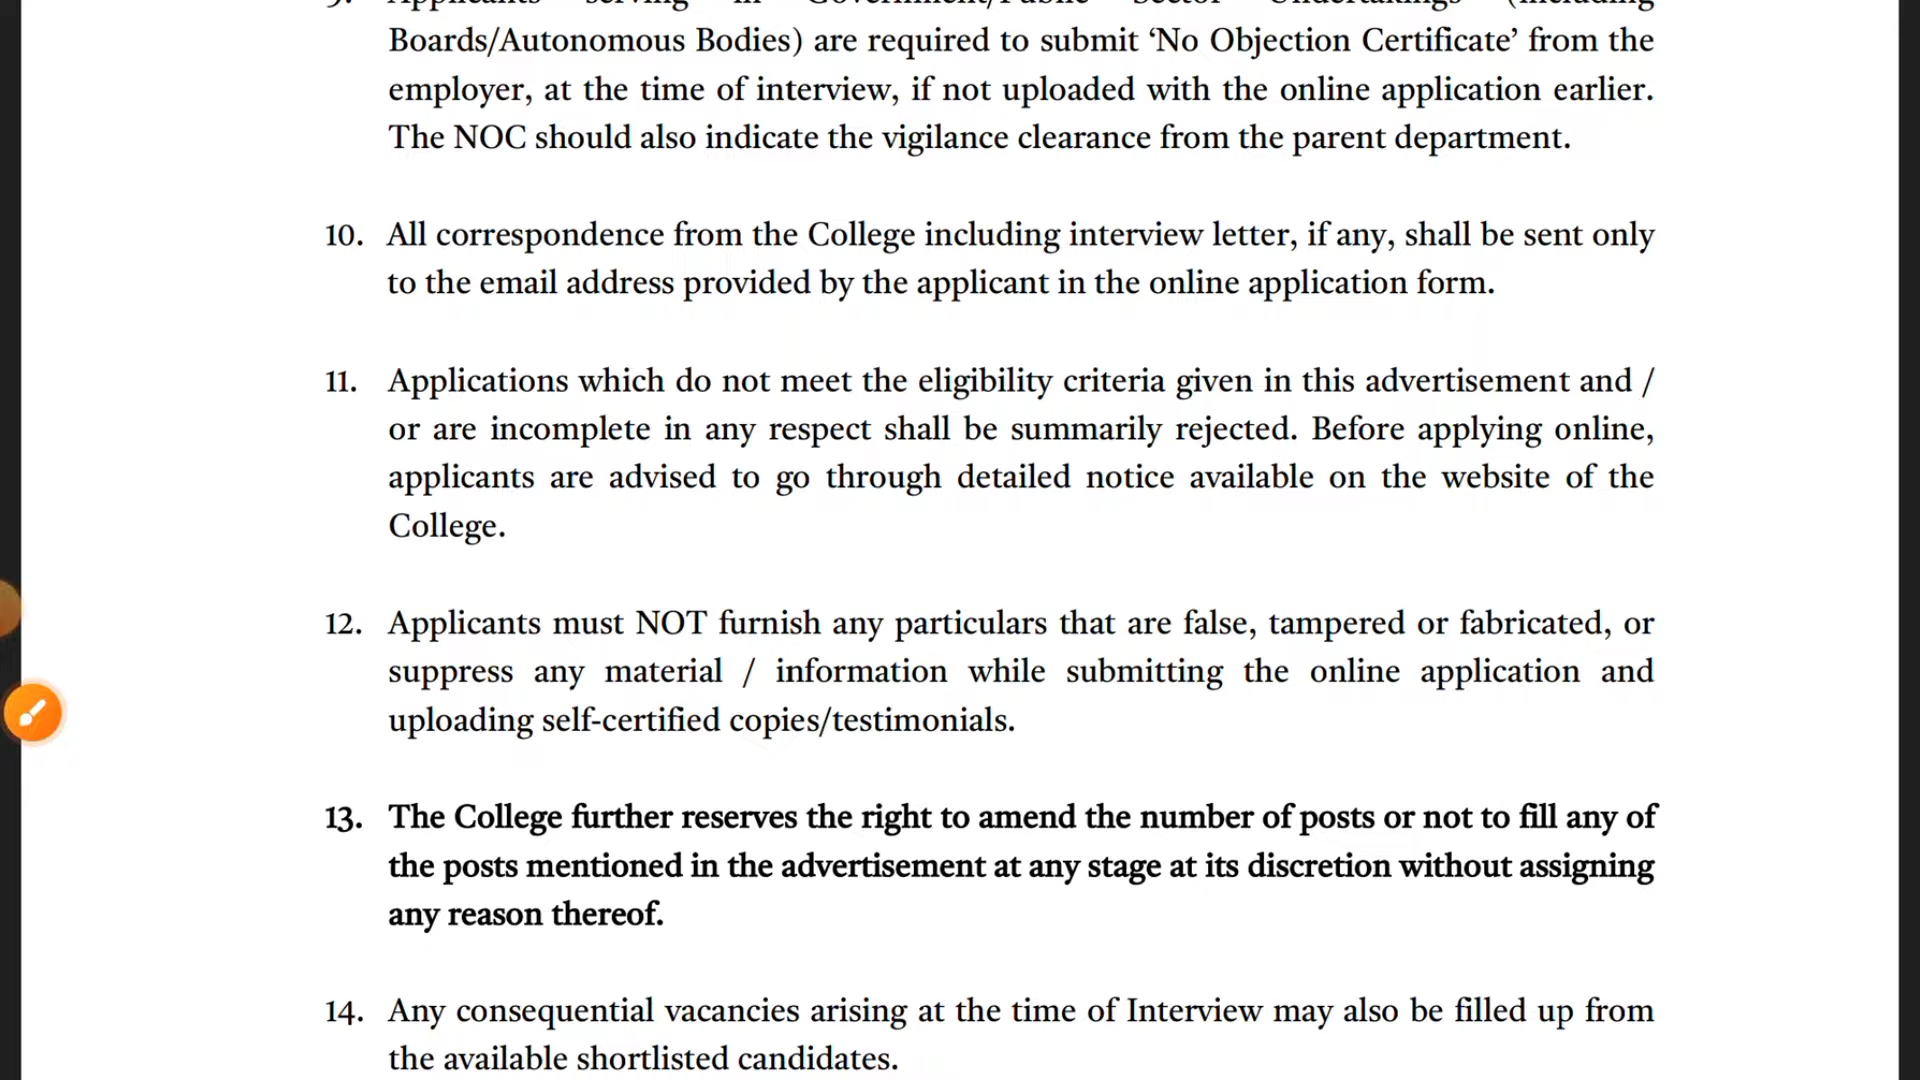 9. Applicants serving in Government/Public Sector Undertakings (including
Boards/Autonomous Bodies) are required to submit ‘No Objection Certificate’ from the
employer, at the time of interview, if not uploaded with the online application earlier.
The NOC should also indicate the vigilance clearance from the parent department.
10. All correspondence from the College including interview letter, if any, shall be sent only
to the email address provided by the applicant in the online application form.
11. Applications which do not meet the eligibility criteria given in this advertisement and /
or are incomplete in any respect shall be summarily rejected. Before applying online,
applicants are advised to go through detailed notice available on the website of the
College.
12. Applicants must NOT furnish any particulars that are false, tampered or fabricated, or
suppress any material / information while submitting the online application and
uploading self-certified copies/testimonials.
13. The College further reserves the right to amend the number of posts or not to fill any of
the posts mentioned in the advertisement at any stage at its discretion without assigning
any reason thereof.
14. Any consequential vacancies arising at the time of Interview may also be filled up from
the available shortlisted candidates.